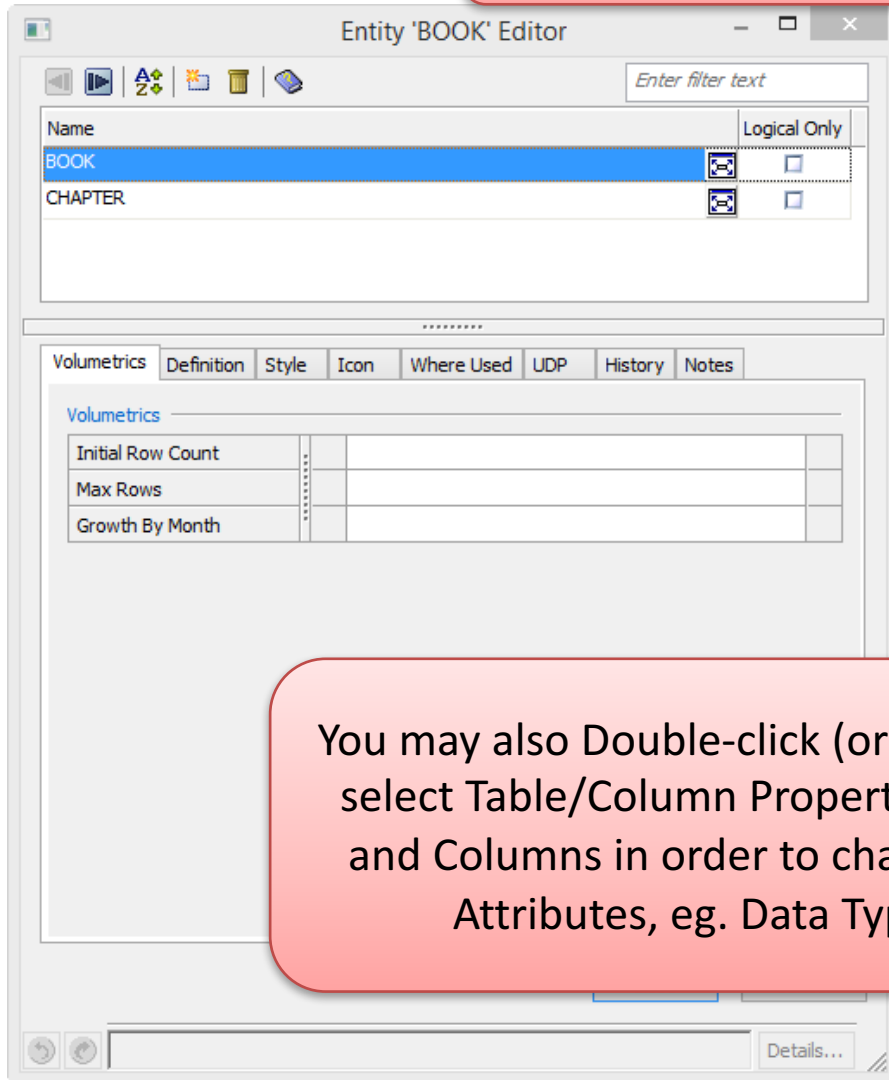 Entity 'BOOK' Editor
Enter filter text
Name Logical Only
BOOK
CHAPTER
Volumetrics Definition Style Icon Where Used UDP History Notes
Volumetrics
Initial Row Count
Max Rows
Growth By Month
You may also Double-click (or
select Table/Column Propert
and Columns in order to cha
Attributes, eg. Data Typ
Details...